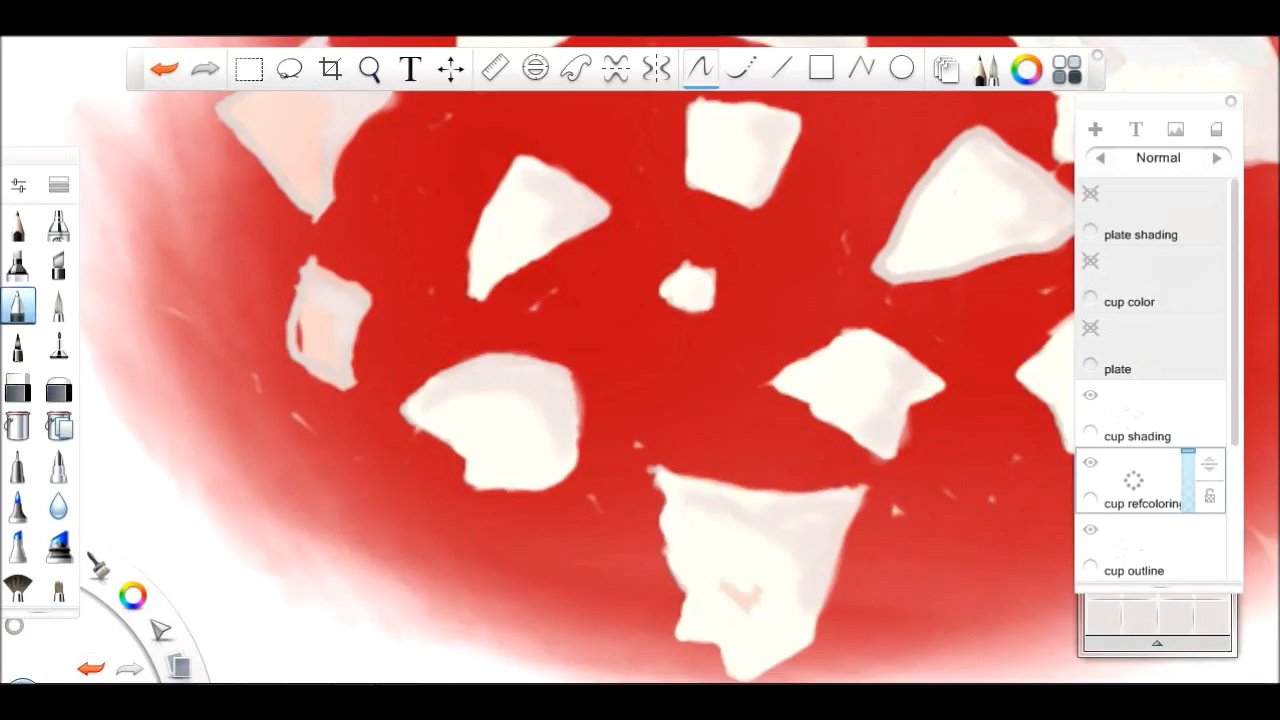 T
T
Normal
plate shading
cup color
plate
cup shading
cup refcoloring
cup outline